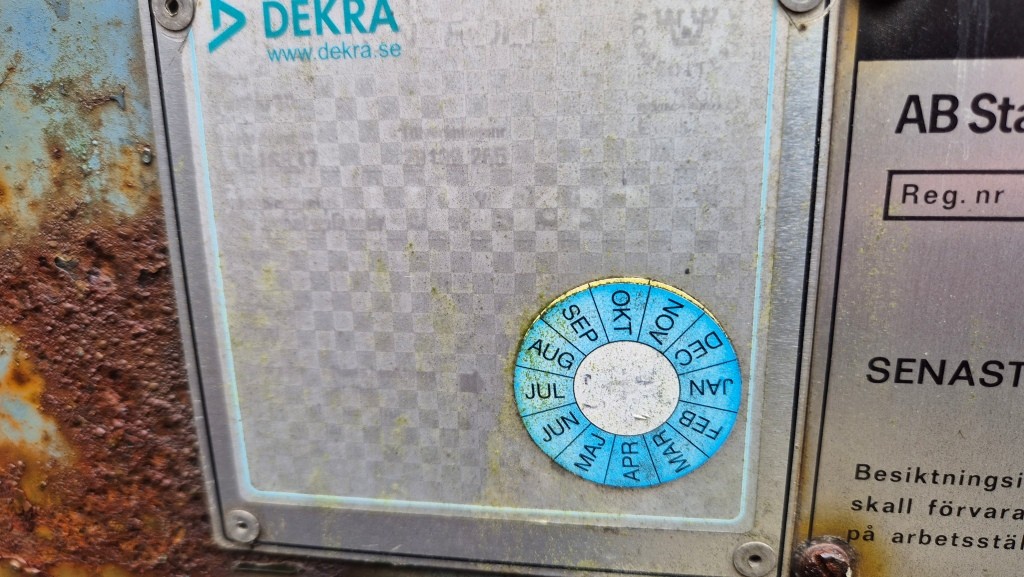 DEKRA
www.dekra.se
AB Sta
Reg. nr
SEP
OKT
NOV
DEC
JAN
FEB
MAR
APR
MAJ
JUN
JUL
AUG
SENAST
Besiktningsi
skall förvara
på arbetsstäl